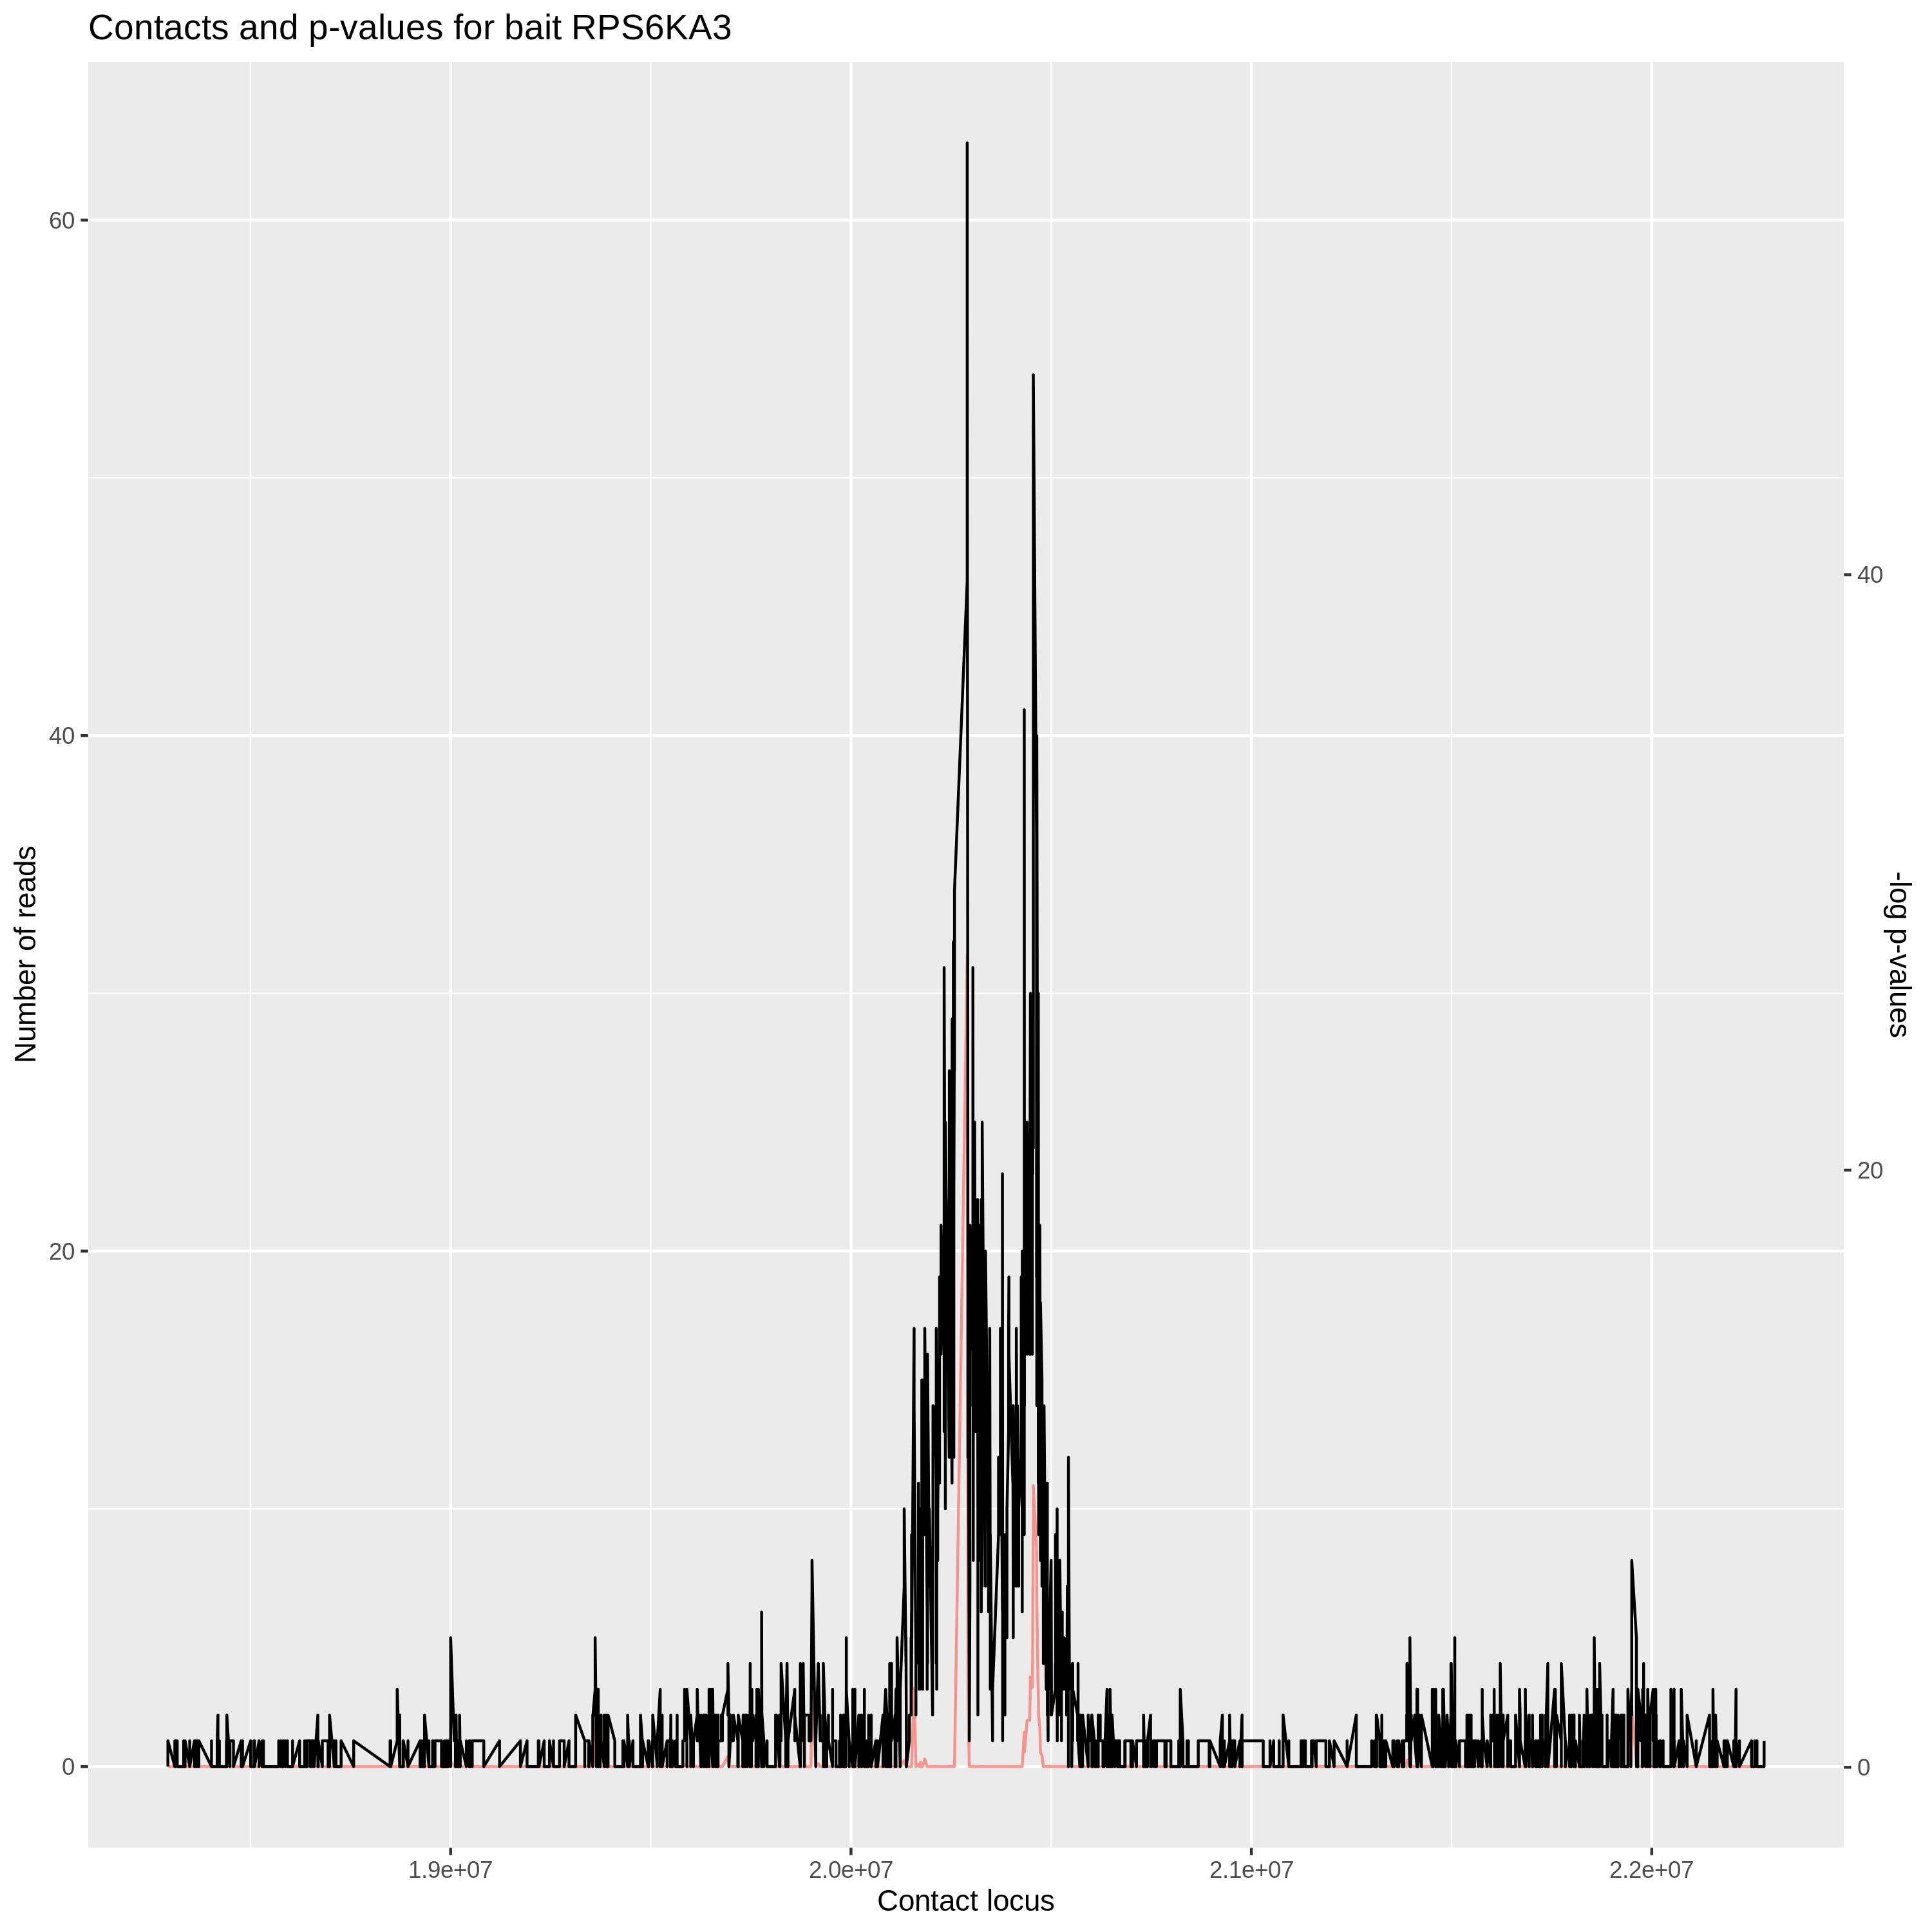 Contacts and p-values for bait RPS6KA3
60
40
20
0
Number of reads
40
20
0
-log p-values
1.9e+07
2.0e+07
2.1e+07
2.2e+07
Contact locus